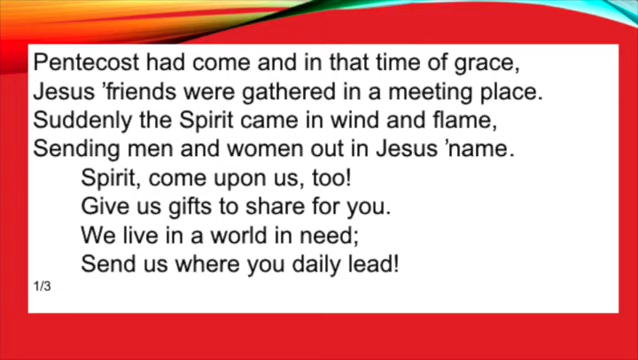 Pentecost had come and in that time of grace,
Jesus ’friends were gathered in a meeting place.
Suddenly the Spirit came in wind and flame,
Sending men and women out in Jesus ’name.
Spirit, come upon us, too!
Give us gifts to share for you.
We live in a world in need;
Send us where you daily lead!
1/3